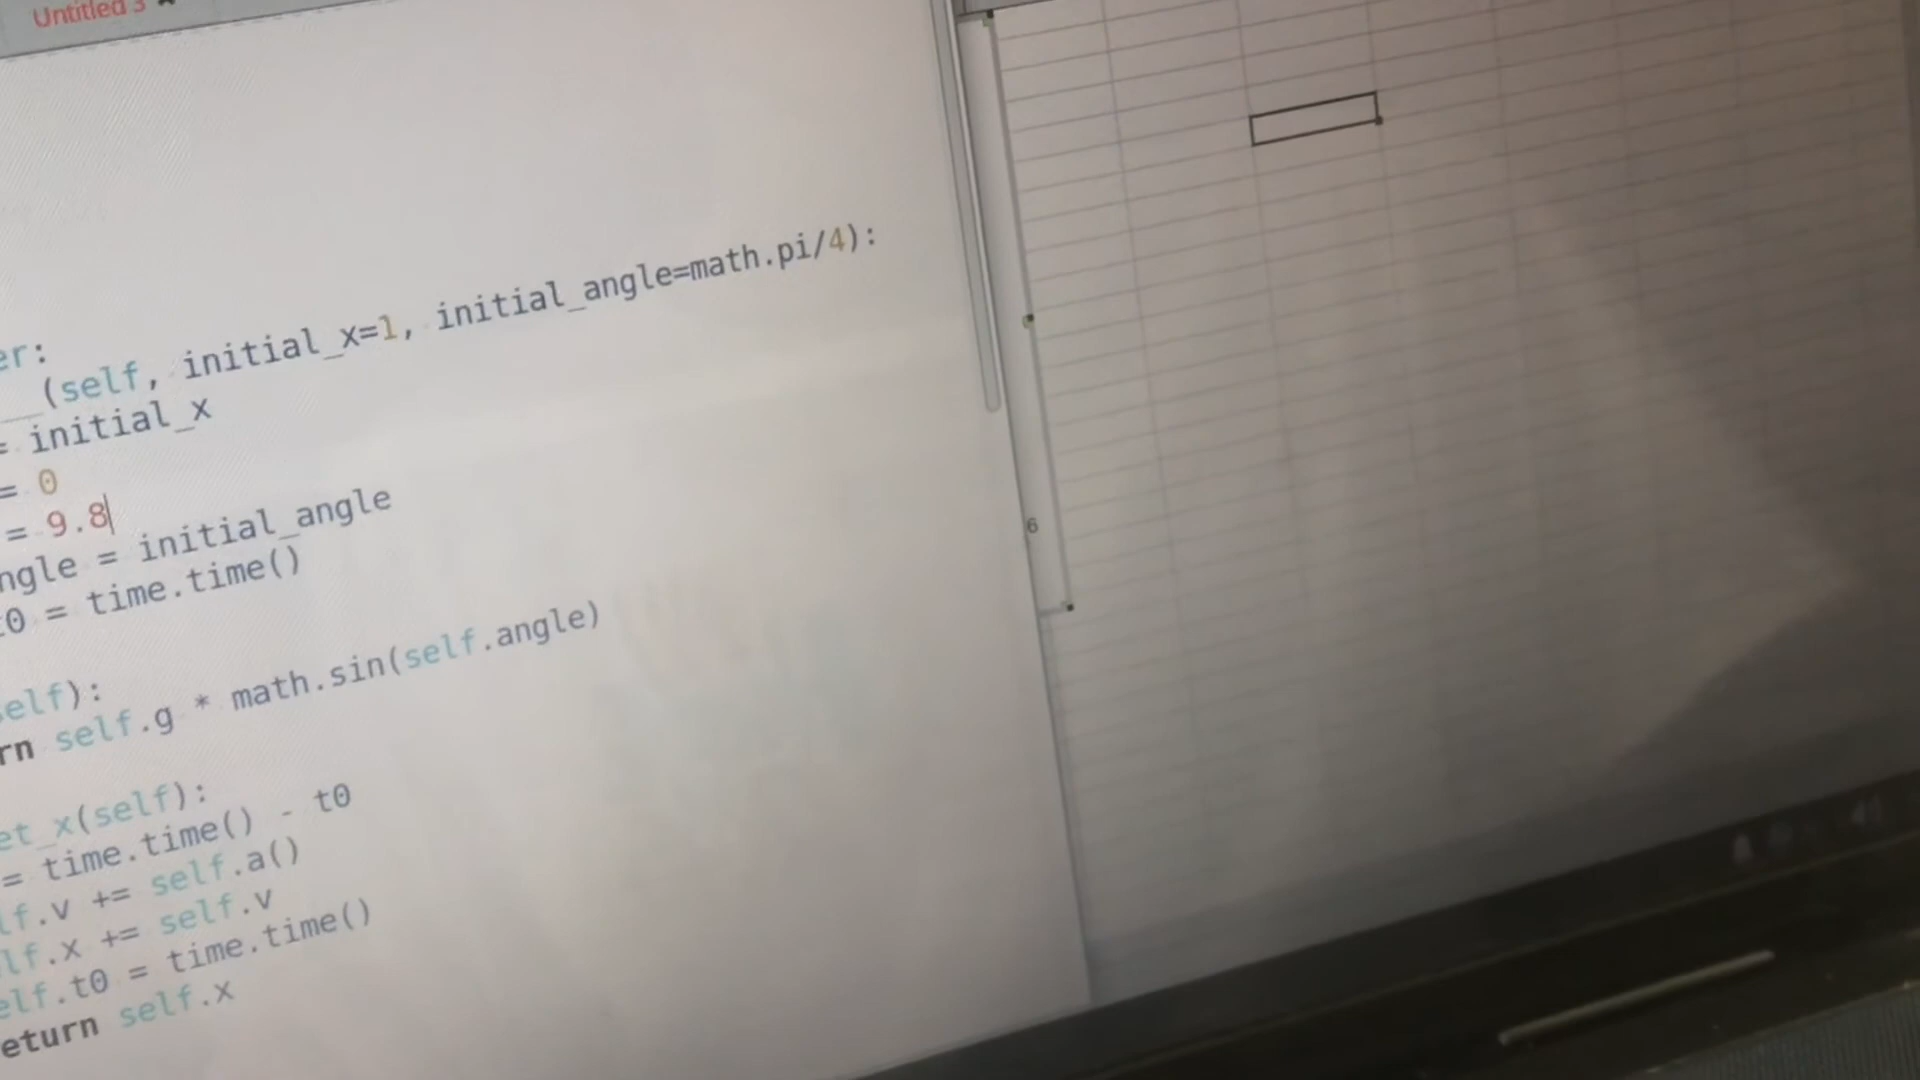 Untitled 3
er:
__(self, initial_x=1, initial_angle=math.pi/4):
= initial_x
= 0
= 9.8
ngle = initial_angle
t0 = time.time()
self):
rn self.g * math.sin(self.angle)
et_x(self):
= time.time() - t0
lf.v += self.a()
lf.x += self.v
elf.t0 = time.time()
eturn self.x
6